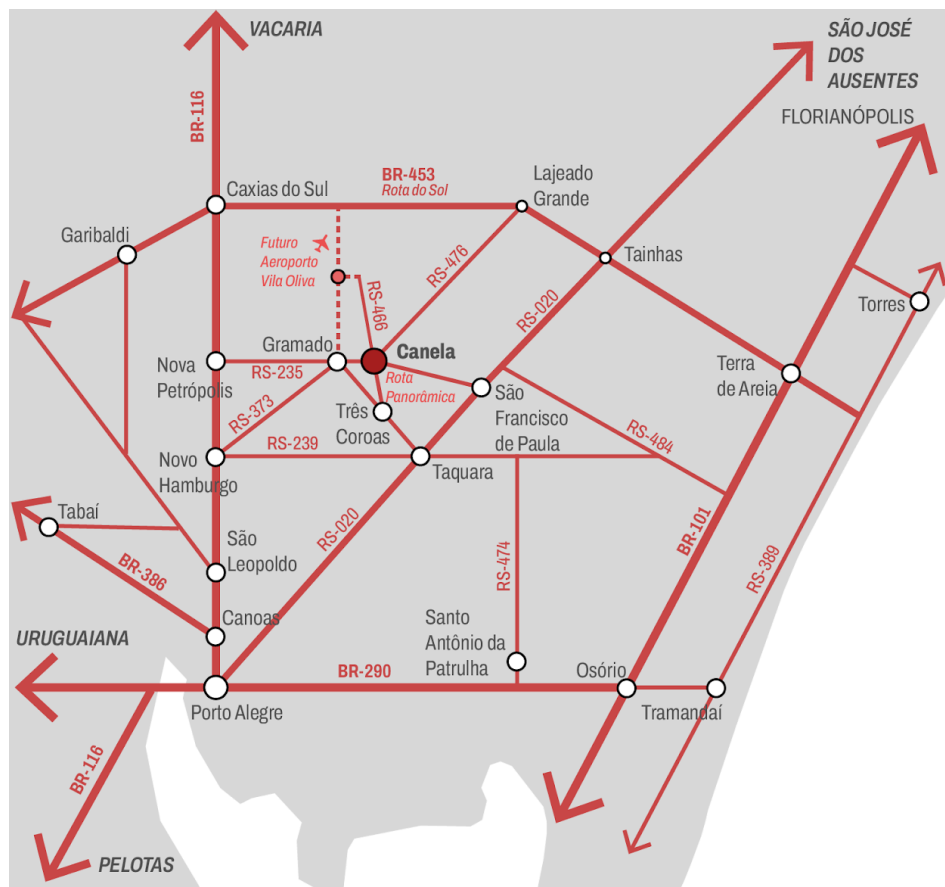 VACARIA
SÃO JOSÉ
DOS
AUSENTES
FLORIANÓPOLIS
BR-116
BR-453
Rota do Sol
Lajeado
Grande
Caxias do Sul
Garibaldi
Futuro
Aeroporto
Vila Oliva
RS-476
Tainhas
RS-020
RS-466
Torres
Gramado
Canela
Nova
Petrópolis
RS-235
Rota
Panorâmica
Terra
de Areia
São
Francisco
de Paula
RS-373
Três
Coroas
RS-484
RS-239
Novo
Hamburgo
Taquara
Tabaí
RS-020
BR-101
São
Leopoldo
RS-474
RS-389
BR-386
Canoas
Santo
Antônio da
Patrulha
URUGUAIANA
BR-290
Osório
Porto Alegre
Tramandaí
BR-116
PELOTAS